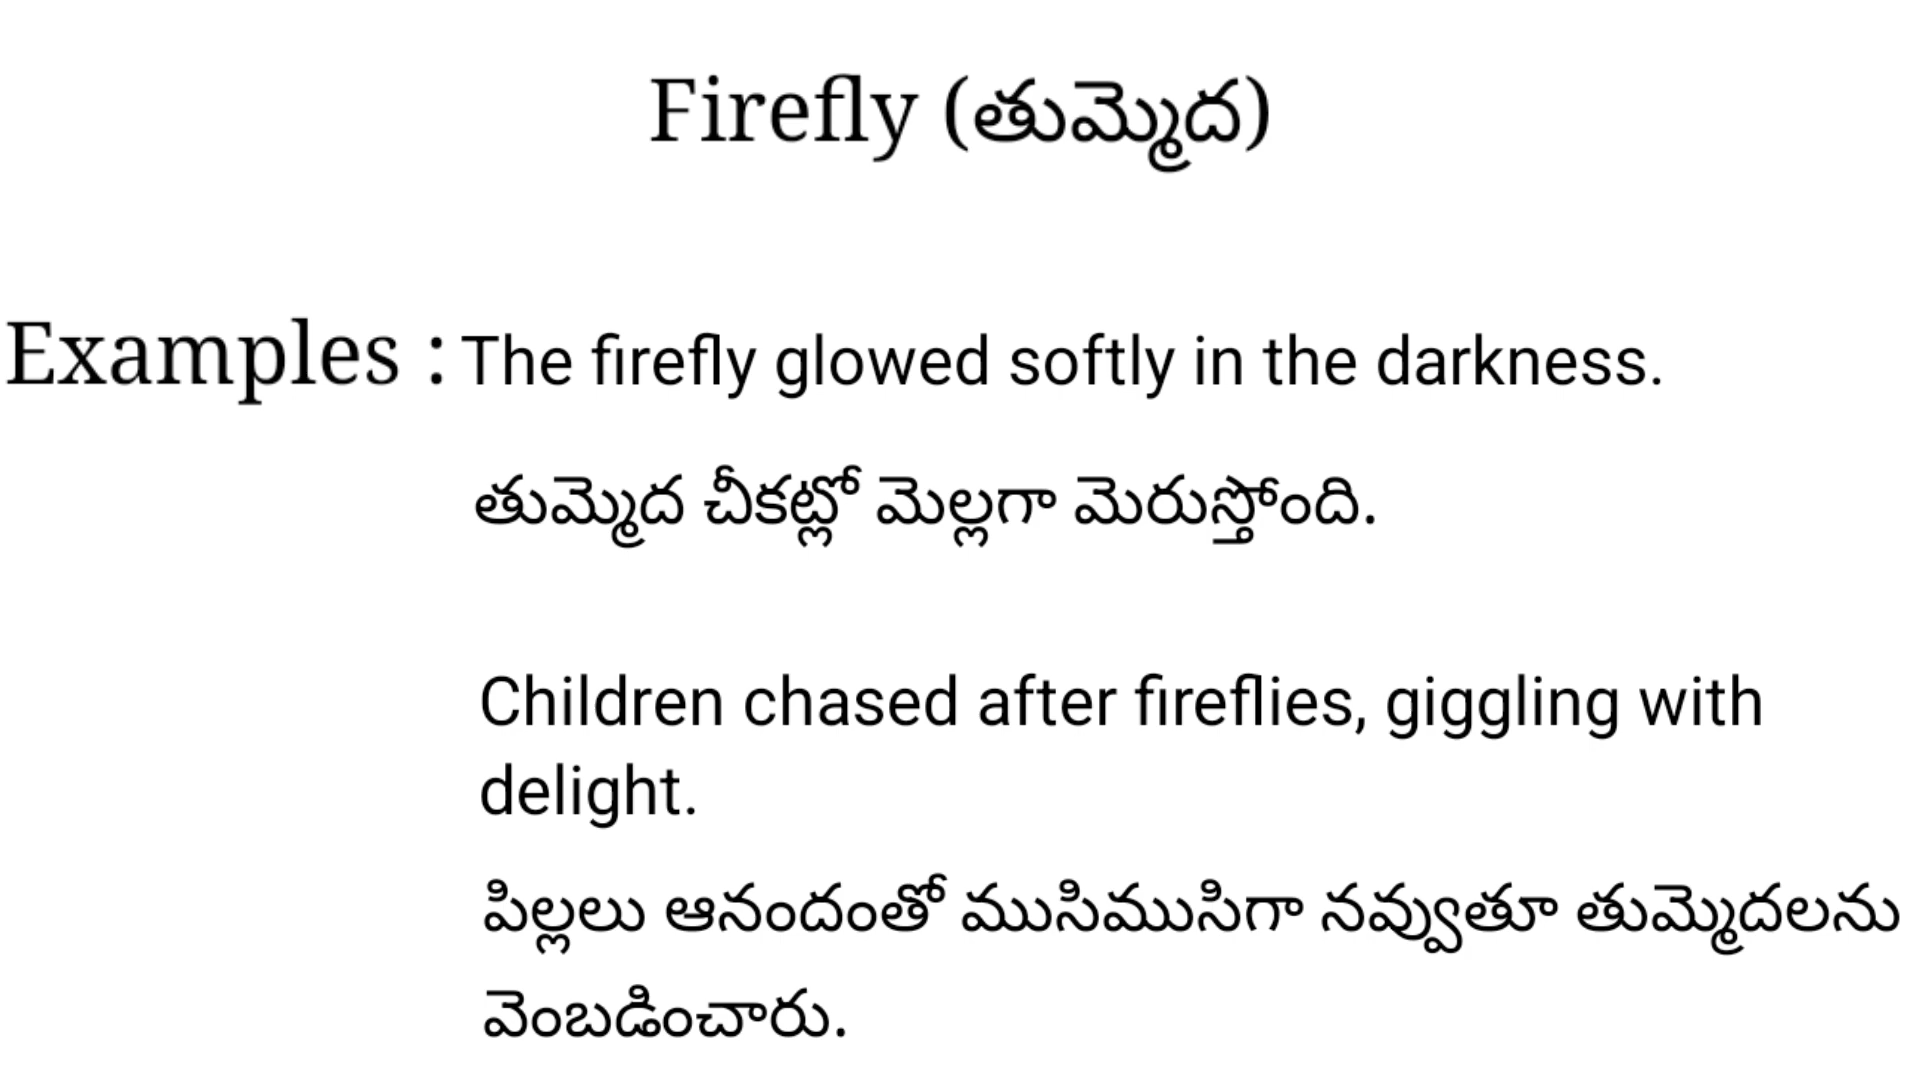 Firefly (తుమ్మెద)
Examples : The firefly glowed softly in the darkness.
తుమ్మెద చీకట్లో మెల్లగా మెరుస్తోంది.
Children chased after fireflies, giggling with
delight.
పిల్లలు ఆనందంతో ముసిముసిగా నవ్వుతూ తుమ్మెదలను
వెంబడించారు.